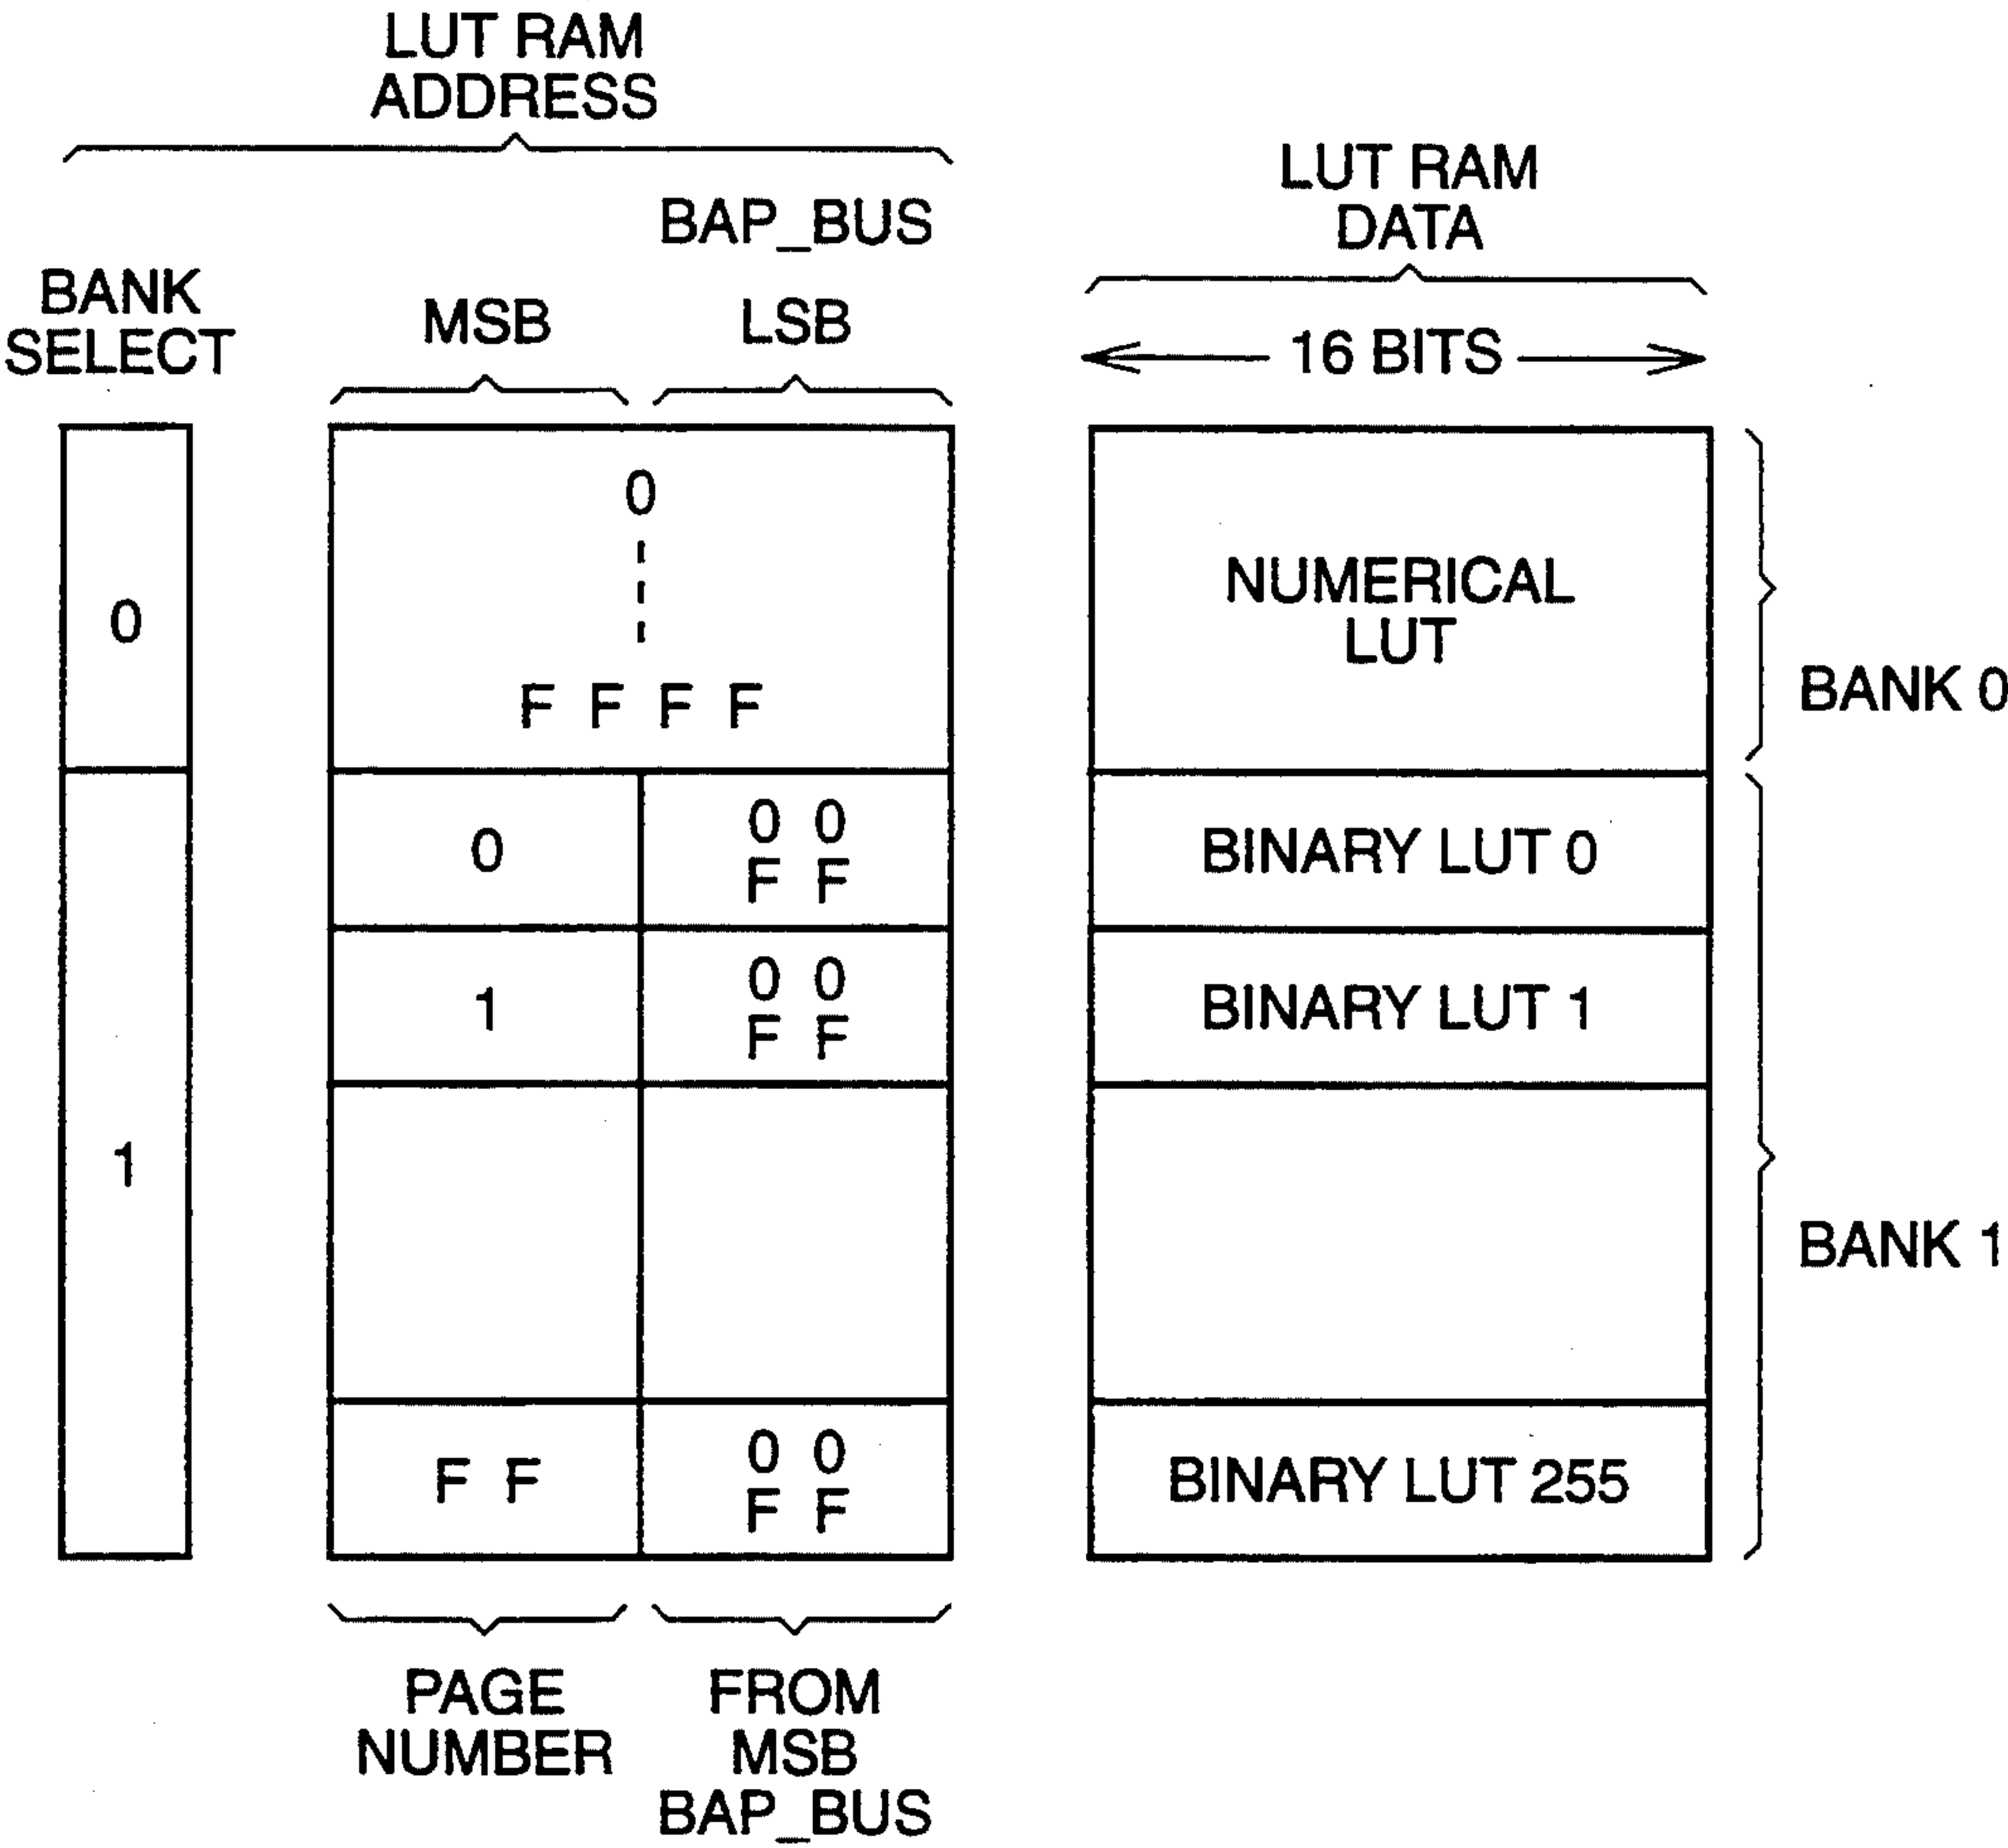 LUT RAM
ADDRESS
LUT RAM
DATA
BAP_BUS
BANK
SELECT
MSB
LSB
16 BITS
0
0
F F F F
NUMERICAL
LUT
BANK 0
0
0 0
F F
BINARY LUT 0
1
0 0
F F
BINARY LUT 1
1
BANK 1
F F
0 0
F F
BINARY LUT 255
PAGE
NUMBER
FROM
MSB
BAP_BUS